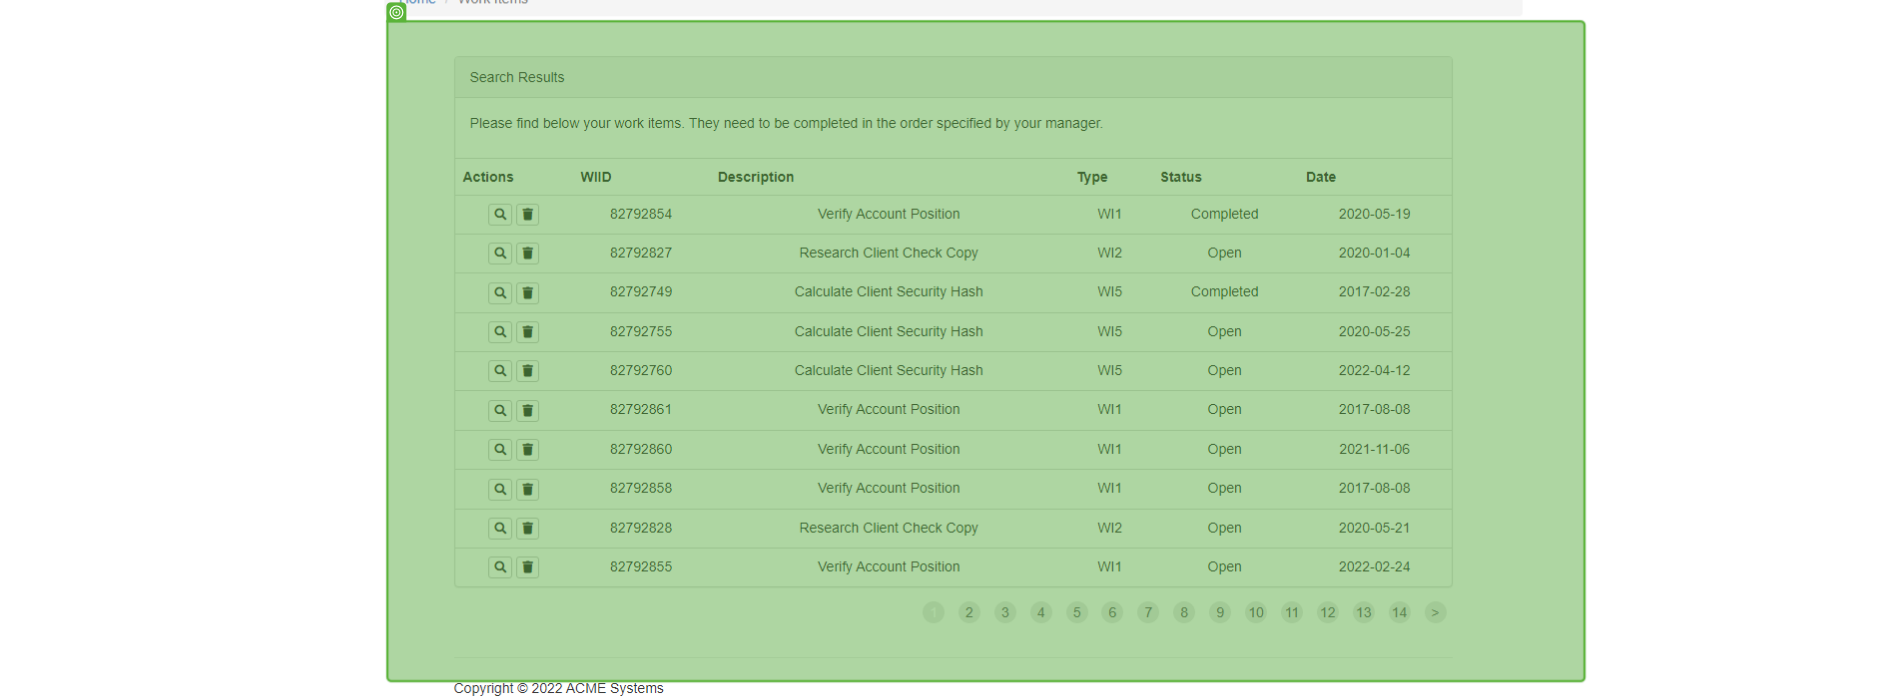 Home / Work Items
Search Results
Please find below your work items. They need to be completed in the order specified by your manager.
Actions WIID Description Type Status Date
82792854 Verify Account Position WI1 Completed 2020-05-19
82792827 Research Client Check Copy WI2 Open 2020-01-04
82792749 Calculate Client Security Hash WI5 Completed 2017-02-28
82792755 Calculate Client Security Hash WI5 Open 2020-05-25
82792760 Calculate Client Security Hash WI5 Open 2022-04-12
82792861 Verify Account Position WI1 Open 2017-08-08
82792860 Verify Account Position WI1 Open 2021-11-06
82792858 Verify Account Position WI1 Open 2017-08-08
82792828 Research Client Check Copy WI2 Open 2020-05-21
82792855 Verify Account Position WI1 Open 2022-02-24
1 2 3 4 5 6 7 8 9 10 11 12 13 14 >
Copyright © 2022 ACME Systems